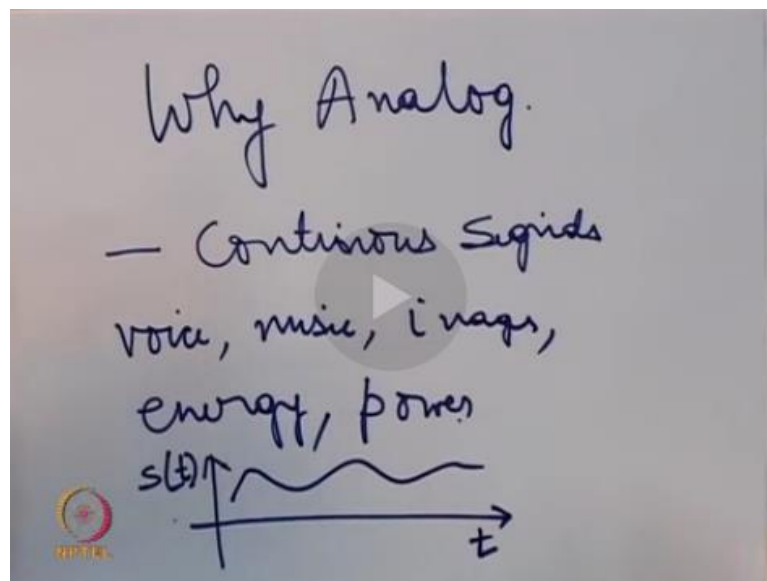 Why Analog.
— Continuous Signals
voice, music, images,
energy, power
s(t)
t
NPTEL